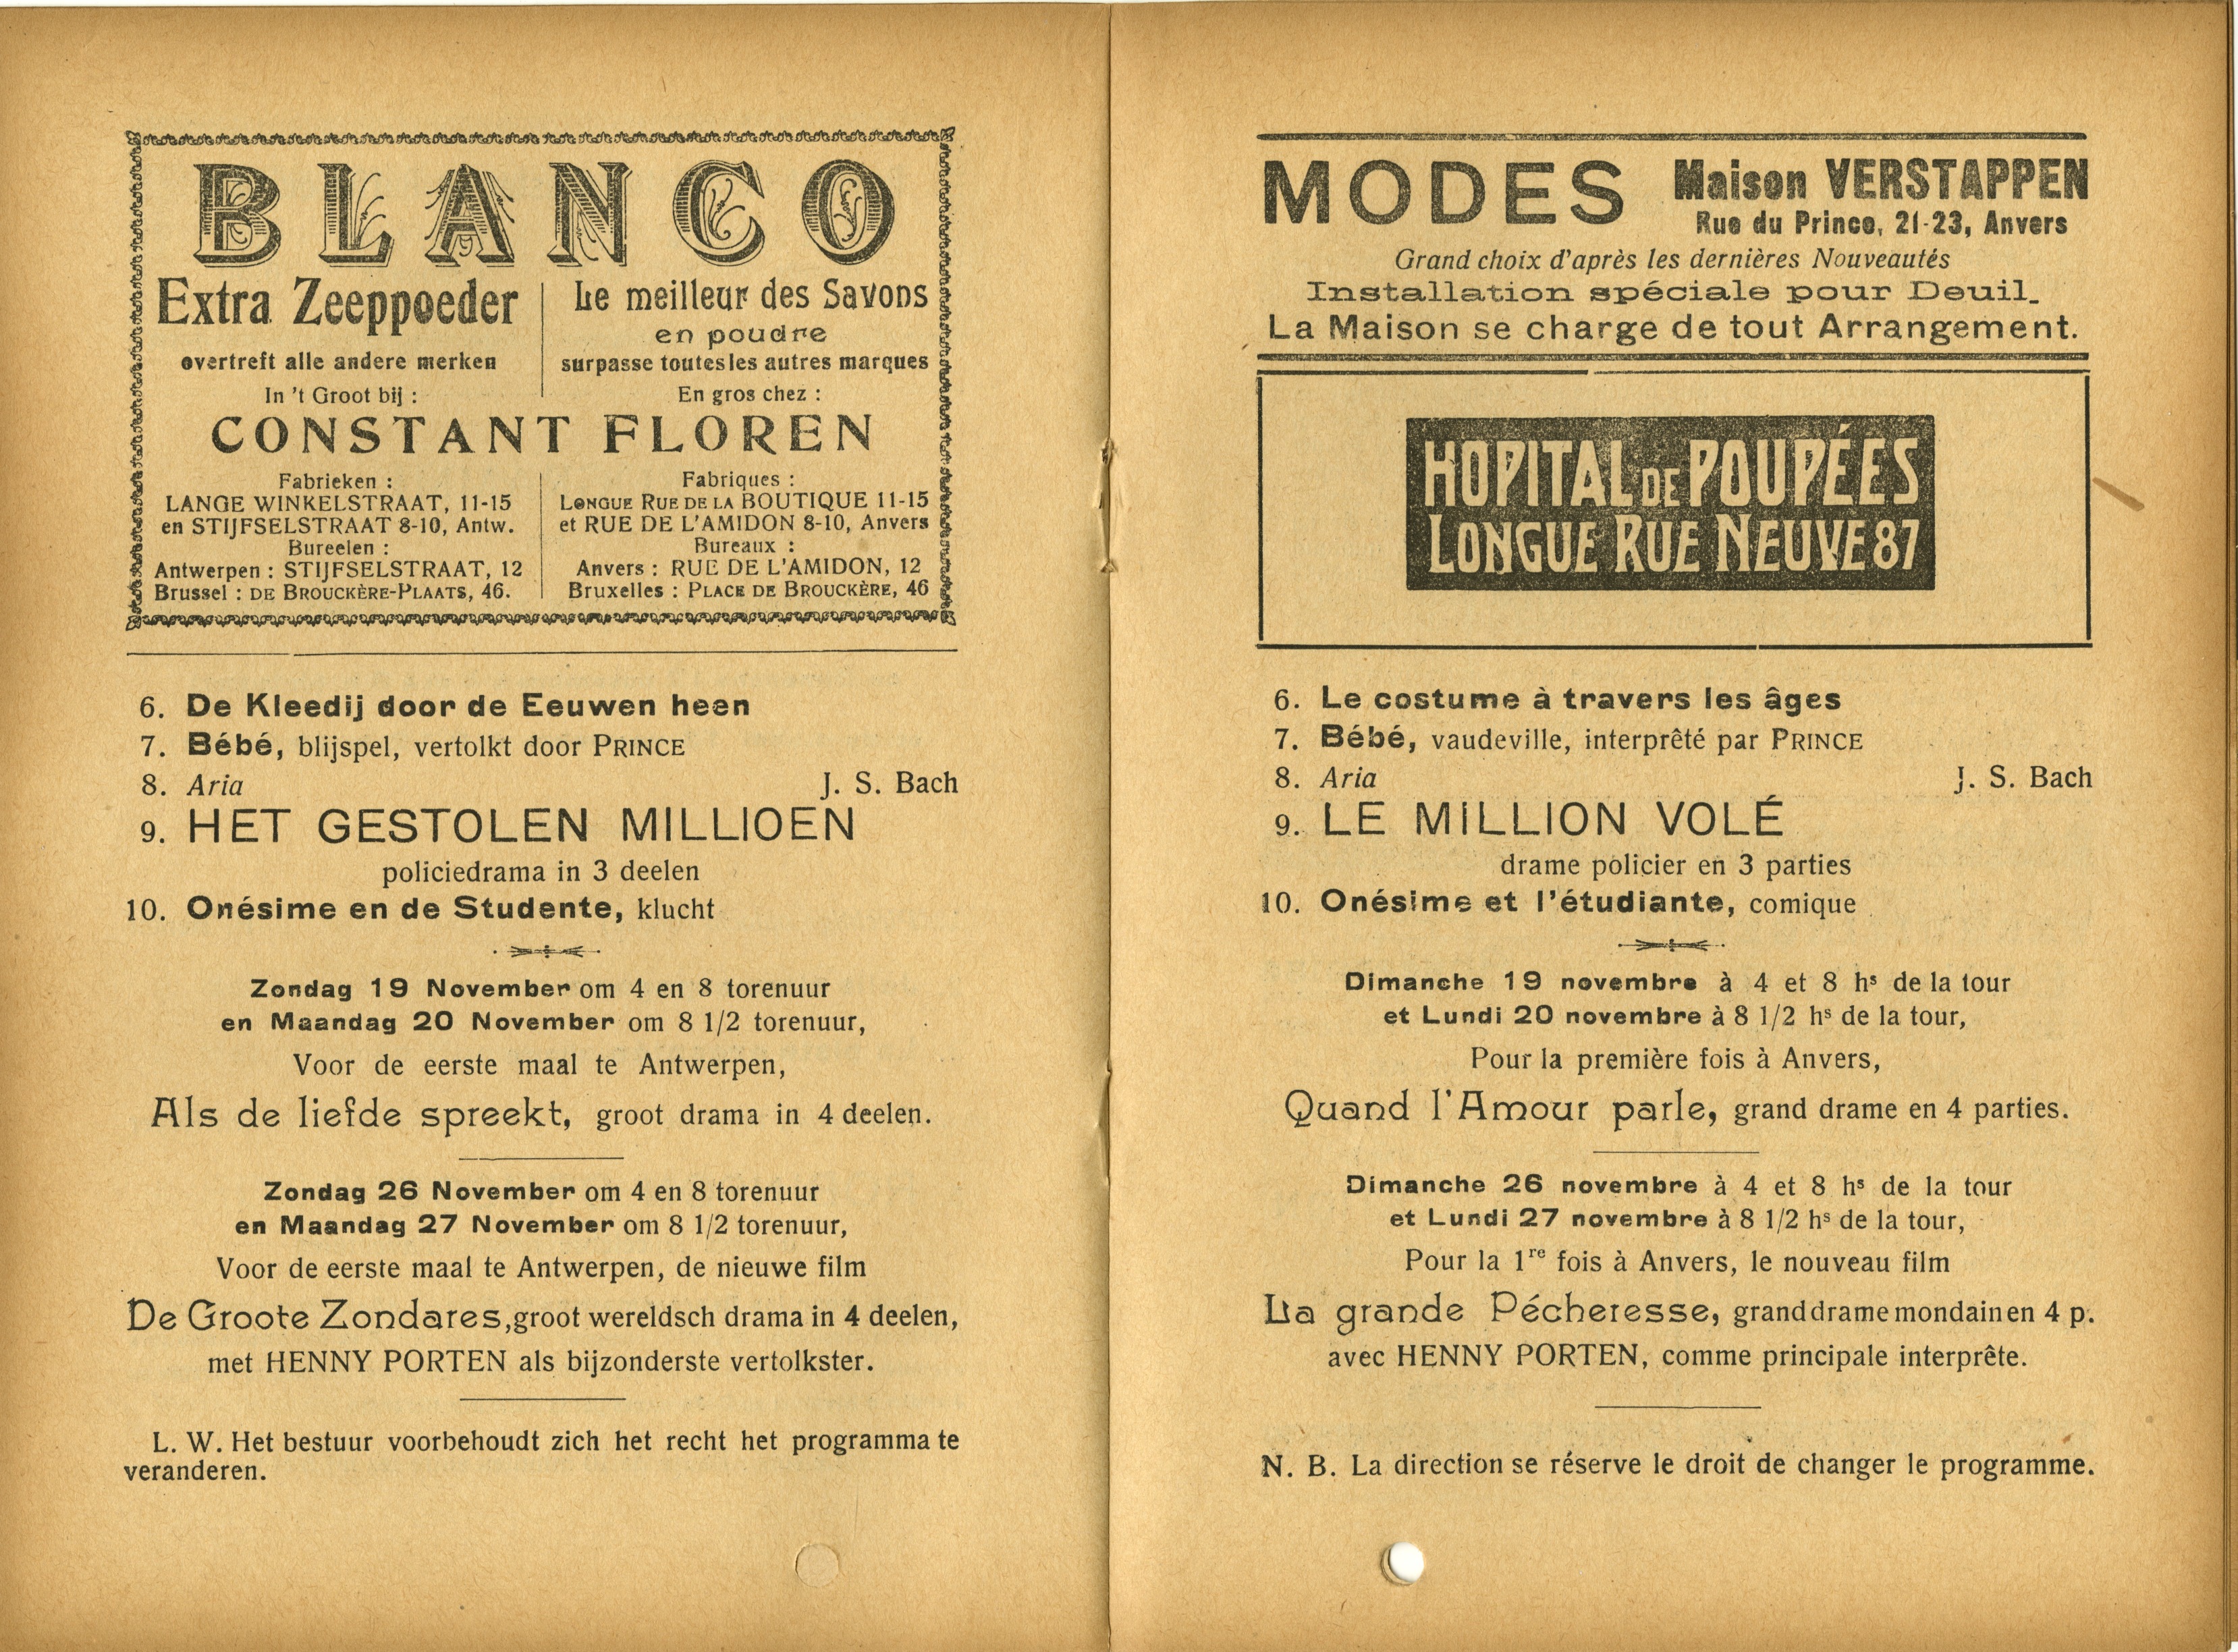 BLANCO
Extra Zeeppoeder
overtreft alle andere merken
In 't Groot bij :
Le meilleur des Savons
en poudre
surpasse toutes les autres marques
En gros chez :
CONSTANT FLOREN
Fabrieken :
LANGE WINKELSTRAAT, 11-15
en STIJFSELSTRAAT 8-10, Antw.
Bureelen :
Antwerpen : STIJFSELSTRAAT, 12
Brussel : DE BROUCKÈRE-PLAATS, 46.
Fabriques :
LONGUE RUE DE LA BOUTIQUE 11-15
et RUE DE L'AMIDON 8-10, Anvers
Bureaux :
Anvers : RUE DE L'AMIDON, 12
Bruxelles : PLACE DE BROUCKÈRE, 46
6. De Kleedij door de Eeuwen heen
7. Bébé, blijspel, vertolkt door PRINCE
8. Aria J. S. Bach
9. HET GESTOLEN MILLIOEN
policiedrama in 3 deelen
10. Onésime en de Studente, klucht
Zondag 19 November om 4 en 8 torenuur
en Maandag 20 November om 8 1/2 torenuur,
Voor de eerste maal te Antwerpen,
Als de liefde spreekt, groot drama in 4 deelen.
Zondag 26 November om 4 en 8 torenuur
en Maandag 27 November om 8 1/2 torenuur,
Voor de eerste maal te Antwerpen, de nieuwe film
De Groote Zondares, groot wereldsch drama in 4 deelen,
met HENNY PORTEN als bijzonderste vertolkster.
L. W. Het bestuur voorbehoudt zich het recht het programma te
veranderen.
MODES Maison VERSTAPPEN
Rue du Prince, 21-23, Anvers
Grand choix d'après les dernières Nouveautés
Installation spéciale pour Deuil.
La Maison se charge de tout Arrangement.
HOPITAL DE POUPÉES
LONGUE RUE NEUVE 87
6. Le costume à travers les âges
7. Bébé, vaudeville, interprêté par PRINCE
8. Aria J. S. Bach
9. LE MILLION VOLÉ
drame policier en 3 parties
10. Onésime et l'étudiante, comique
Dimanche 19 novembre à 4 et 8 hs de la tour
et Lundi 20 novembre à 8 1/2 hs de la tour,
Pour la première fois à Anvers,
Quand l'Amour parle, grand drame en 4 parties.
Dimanche 26 novembre à 4 et 8 hs de la tour
et Lundi 27 novembre à 8 1/2 hs de la tour,
Pour la 1re fois à Anvers, le nouveau film
La grande Pécheresse, grand drame mondain en 4 p.
avec HENNY PORTEN, comme principale interprête.
N. B. La direction se réserve le droit de changer le programme.